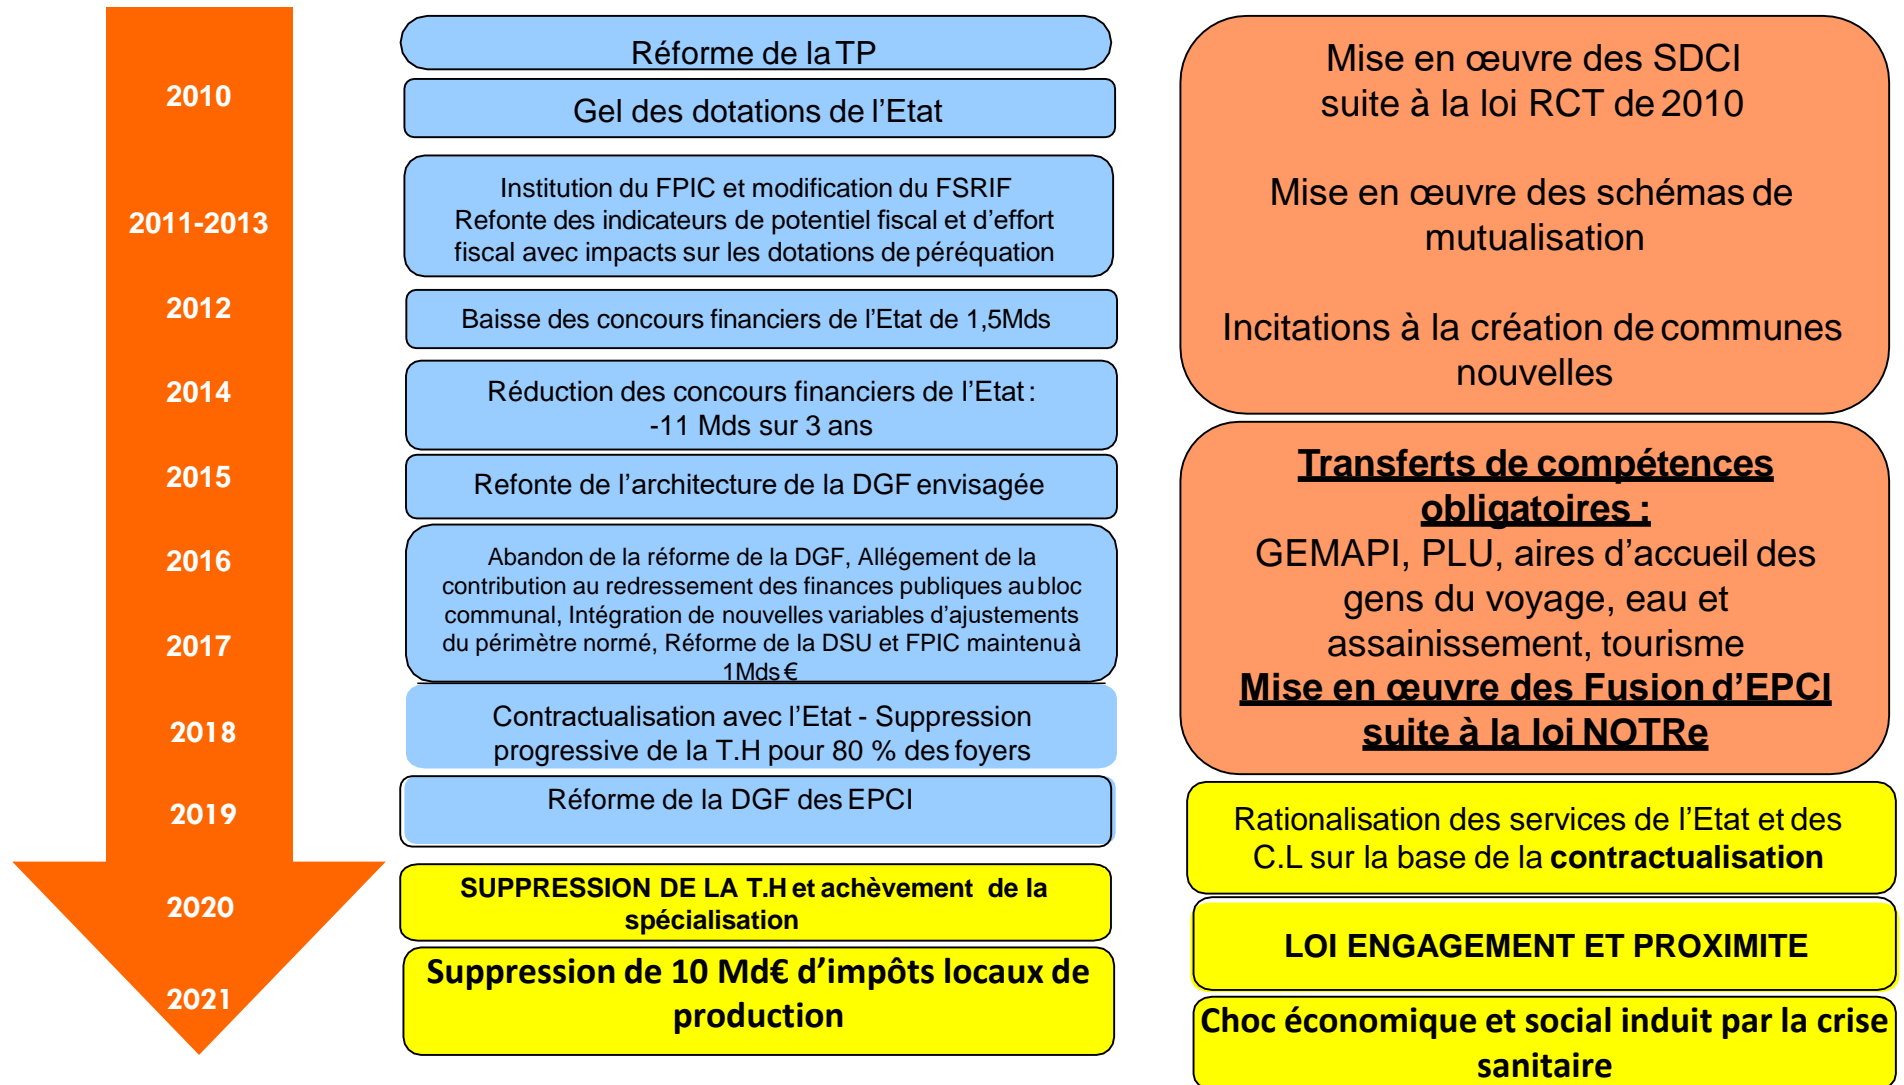 2010
2011-2013
2012
2014
2015
2016
2017
2018
2019
2020
2021
Réforme de la TP
Gel des dotations de l’Etat
Institution du FPIC et modification du FSRIF
Refonte des indicateurs de potentiel fiscal et d’effort
fiscal avec impacts sur les dotations de péréquation
Baisse des concours financiers de l’Etat de 1,5Mds
Réduction des concours financiers de l’Etat :
-11 Mds sur 3 ans
Refonte de l’architecture de la DGF envisagée
Abandon de la réforme de la DGF, Allégement de la
contribution au redressement des finances publiques au bloc
communal, Intégration de nouvelles variables d’ajustements
du périmètre normé, Réforme de la DSU et FPIC maintenu à
1Mds €
Contractualisation avec l’Etat - Suppression
progressive de la T.H pour 80 % des foyers
Réforme de la DGF des EPCI
SUPPRESSION DE LA T.H et achèvement de la
spécialisation
Suppression de 10 Md€ d’impôts locaux de
production
Mise en œuvre des SDCI
suite à la loi RCT de 2010
Mise en œuvre des schémas de
mutualisation
Incitations à la création de communes
nouvelles
Transferts de compétences
obligatoires :
GEMAPI, PLU, aires d’accueil des
gens du voyage, eau et
assainissement, tourisme
Mise en œuvre des Fusion d’EPCI
suite à la loi NOTRe
Rationalisation des services de l’Etat et des
C.L sur la base de la contractualisation
LOI ENGAGEMENT ET PROXIMITE
Choc économique et social induit par la crise
sanitaire